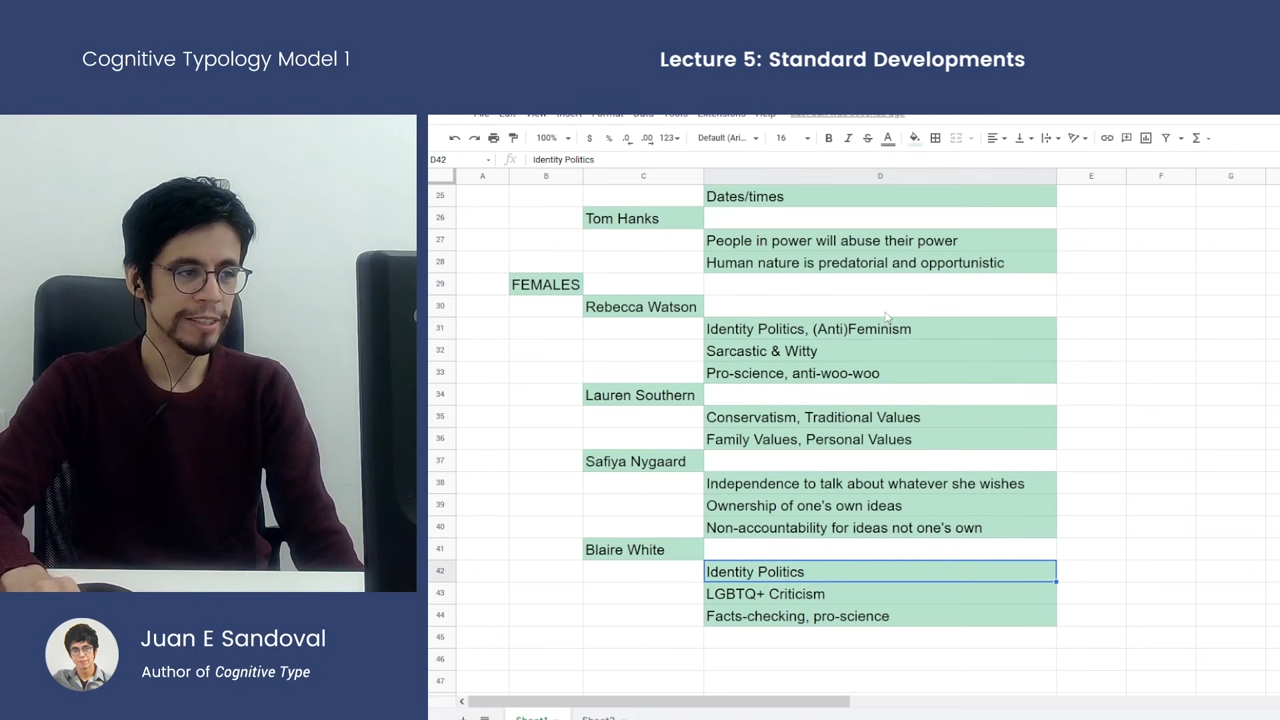 Cognitive Typology Model 1
Lecture 5: Standard Developments
100%
$
%
.0
.00
123
Default (Ari...
16
B
I
S
A
D42
fx
Identity Politics
A B C D E F G
25 Dates/times
26 Tom Hanks
27 People in power will abuse their power
28 Human nature is predatorial and opportunistic
29 FEMALES
30 Rebecca Watson
31 Identity Politics, (Anti)Feminism
32 Sarcastic & Witty
33 Pro-science, anti-woo-woo
34 Lauren Southern
35 Conservatism, Traditional Values
36 Family Values, Personal Values
37 Safiya Nygaard
38 Independence to talk about whatever she wishes
39 Ownership of one's own ideas
40 Non-accountability for ideas not one's own
41 Blaire White
42 Identity Politics
43 LGBTQ+ Criticism
44 Facts-checking, pro-science
45
46
47
Juan E Sandoval
Author of Cognitive Type